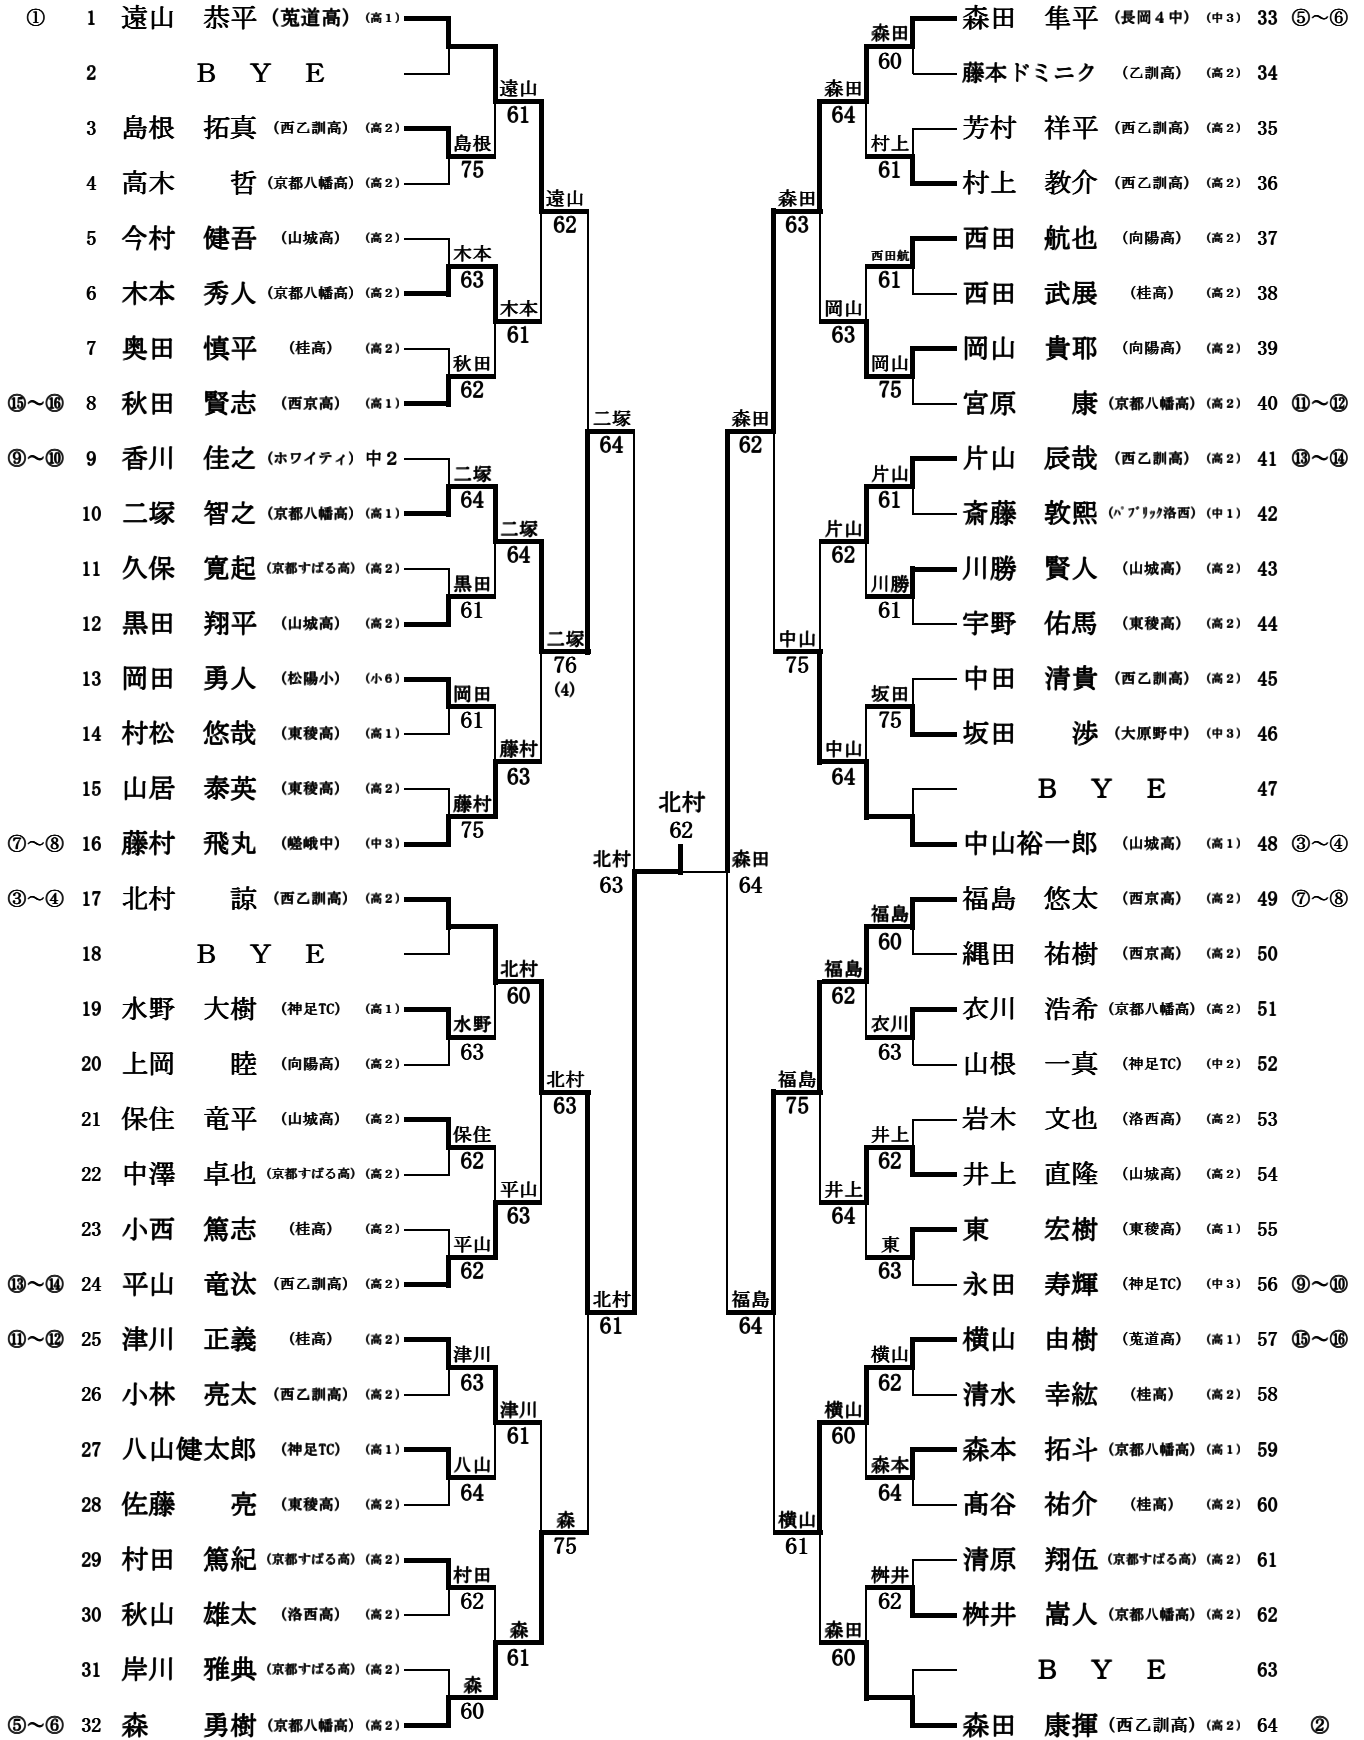 ① 1 遠山 恭平 (莵道高) (高1)
2 B Y E
3 島根 拓真 (西乙訓高) (高2)
4 高木 哲 (京都八幡高) (高2)
5 今村 健吾 (山城高) (高2)
6 木本 秀人 (京都八幡高) (高2)
7 奥田 慎平 (桂高) (高2)
⑮～⑯ 8 秋田 賢志 (西京高) (高1)
⑨～⑩ 9 香川 佳之 (ホワイティ) 中2
10 二塚 智之 (京都八幡高) (高1)
11 久保 寛起 (京都すばる高) (高2)
12 黒田 翔平 (山城高) (高2)
13 岡田 勇人 (松陽小) (小6)
14 村松 悠哉 (東稜高) (高1)
15 山居 泰英 (東稜高) (高2)
⑦～⑧ 16 藤村 飛丸 (嵯峨中) (中3)
③～④ 17 北村 諒 (西乙訓高) (高2)
18 B Y E
19 水野 大樹 (神足TC) (高1)
20 上岡 睦 (向陽高) (高2)
21 保住 竜平 (山城高) (高2)
22 中澤 卓也 (京都すばる高) (高2)
23 小西 篤志 (桂高) (高2)
⑬～⑭ 24 平山 竜汰 (西乙訓高) (高2)
⑪～⑫ 25 津川 正義 (桂高) (高2)
26 小林 亮太 (西乙訓高) (高2)
27 八山健太郎 (神足TC) (高1)
28 佐藤 亮 (東稜高) (高2)
29 村田 篤紀 (京都すばる高) (高2)
30 秋山 雄太 (洛西高) (高2)
31 岸川 雅典 (京都すばる高) (高2)
⑤～⑥ 32 森 勇樹 (京都八幡高) (高2)
島根
75
木本
63
秋田
62
二塚
64
黒田
61
岡田
61
藤村
75
水野
63
保住
62
平山
62
津川
63
八山
64
村田
62
森
60
遠山
61
木本
61
二塚
64
藤村
63
北村
60
平山
63
津川
61
森
61
遠山
62
二塚
76
(4)
北村
63
森
75
二塚
64
北村
61
北村
63
北村
62
森田
64
森田
62
福島
64
森田
63
中山
75
福島
75
横山
61
森田
64
岡山
63
片山
62
中山
64
福島
62
井上
64
横山
60
森田
60
森田
60
村上
61
西田航
61
岡山
75
片山
61
川勝
61
坂田
75
福島
60
衣川
63
井上
62
東
63
横山
62
森本
64
桝井
62
森田 隼平 (長岡4中) (中3) 33 ⑤～⑥
藤本ドミニク (乙訓高) (高2) 34
芳村 祥平 (西乙訓高) (高2) 35
村上 教介 (西乙訓高) (高2) 36
西田 航也 (向陽高) (高2) 37
西田 武展 (桂高) (高2) 38
岡山 貴耶 (向陽高) (高2) 39
宮原 康 (京都八幡高) (高2) 40 ⑪～⑫
片山 辰哉 (西乙訓高) (高2) 41 ⑬～⑭
斎藤 敦熙 (ﾊﾟﾌﾞﾘｯｸ洛西) (中1) 42
川勝 賢人 (山城高) (高2) 43
宇野 佑馬 (東稜高) (高2) 44
中田 清貴 (西乙訓高) (高2) 45
坂田 渉 (大原野中) (中3) 46
B Y E 47
中山裕一郎 (山城高) (高1) 48 ③～④
福島 悠太 (西京高) (高2) 49 ⑦～⑧
縄田 祐樹 (西京高) (高2) 50
衣川 浩希 (京都八幡高) (高2) 51
山根 一真 (神足TC) (中2) 52
岩木 文也 (洛西高) (高2) 53
井上 直隆 (山城高) (高2) 54
東 宏樹 (東稜高) (高1) 55
永田 寿輝 (神足TC) (中3) 56 ⑨～⑩
横山 由樹 (莵道高) (高1) 57 ⑮～⑯
清水 幸紘 (桂高) (高2) 58
森本 拓斗 (京都八幡高) (高1) 59
髙谷 祐介 (桂高) (高2) 60
清原 翔伍 (京都すばる高) (高2) 61
桝井 嵩人 (京都八幡高) (高2) 62
B Y E 63
森田 康揮 (西乙訓高) (高2) 64 ②